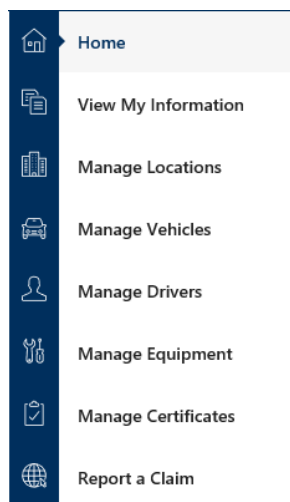 Home
View My Information
Manage Locations
Manage Vehicles
Manage Drivers
Manage Equipment
Manage Certificates
Report a Claim